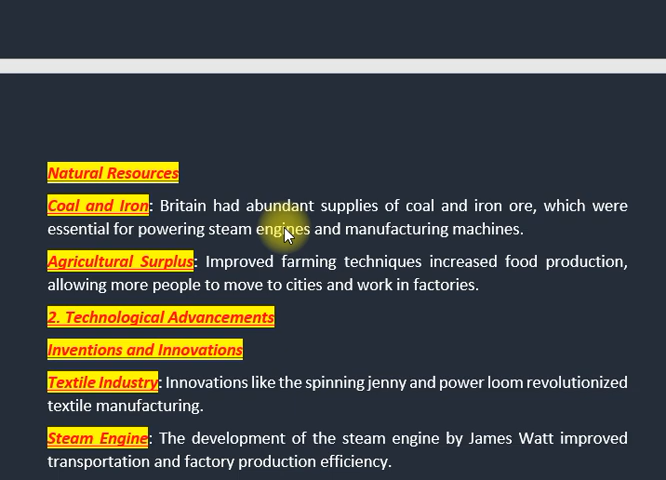 Natural Resources
Coal and Iron: Britain had abundant supplies of coal and iron ore, which were
essential for powering steam engines and manufacturing machines.
Agricultural Surplus: Improved farming techniques increased food production,
allowing more people to move to cities and work in factories.
2. Technological Advancements
Inventions and Innovations
Textile Industry: Innovations like the spinning jenny and power loom revolutionized
textile manufacturing.
Steam Engine: The development of the steam engine by James Watt improved
transportation and factory production efficiency.